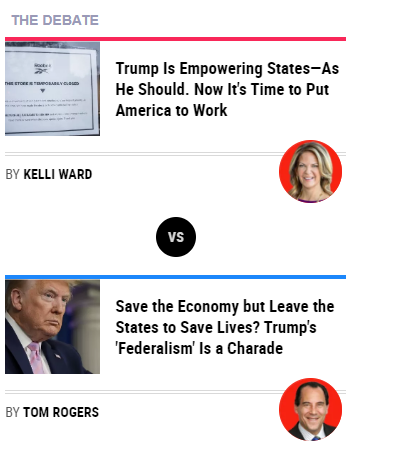 THE DEBATE
Reebok
THIS STORE IS TEMPORARILY CLOSED
Trump Is Empowering States—As
He Should. Now It's Time to Put
America to Work
BY KELLI WARD
VS
Save the Economy but Leave the
States to Save Lives? Trump's
'Federalism' Is a Charade
BY TOM ROGERS